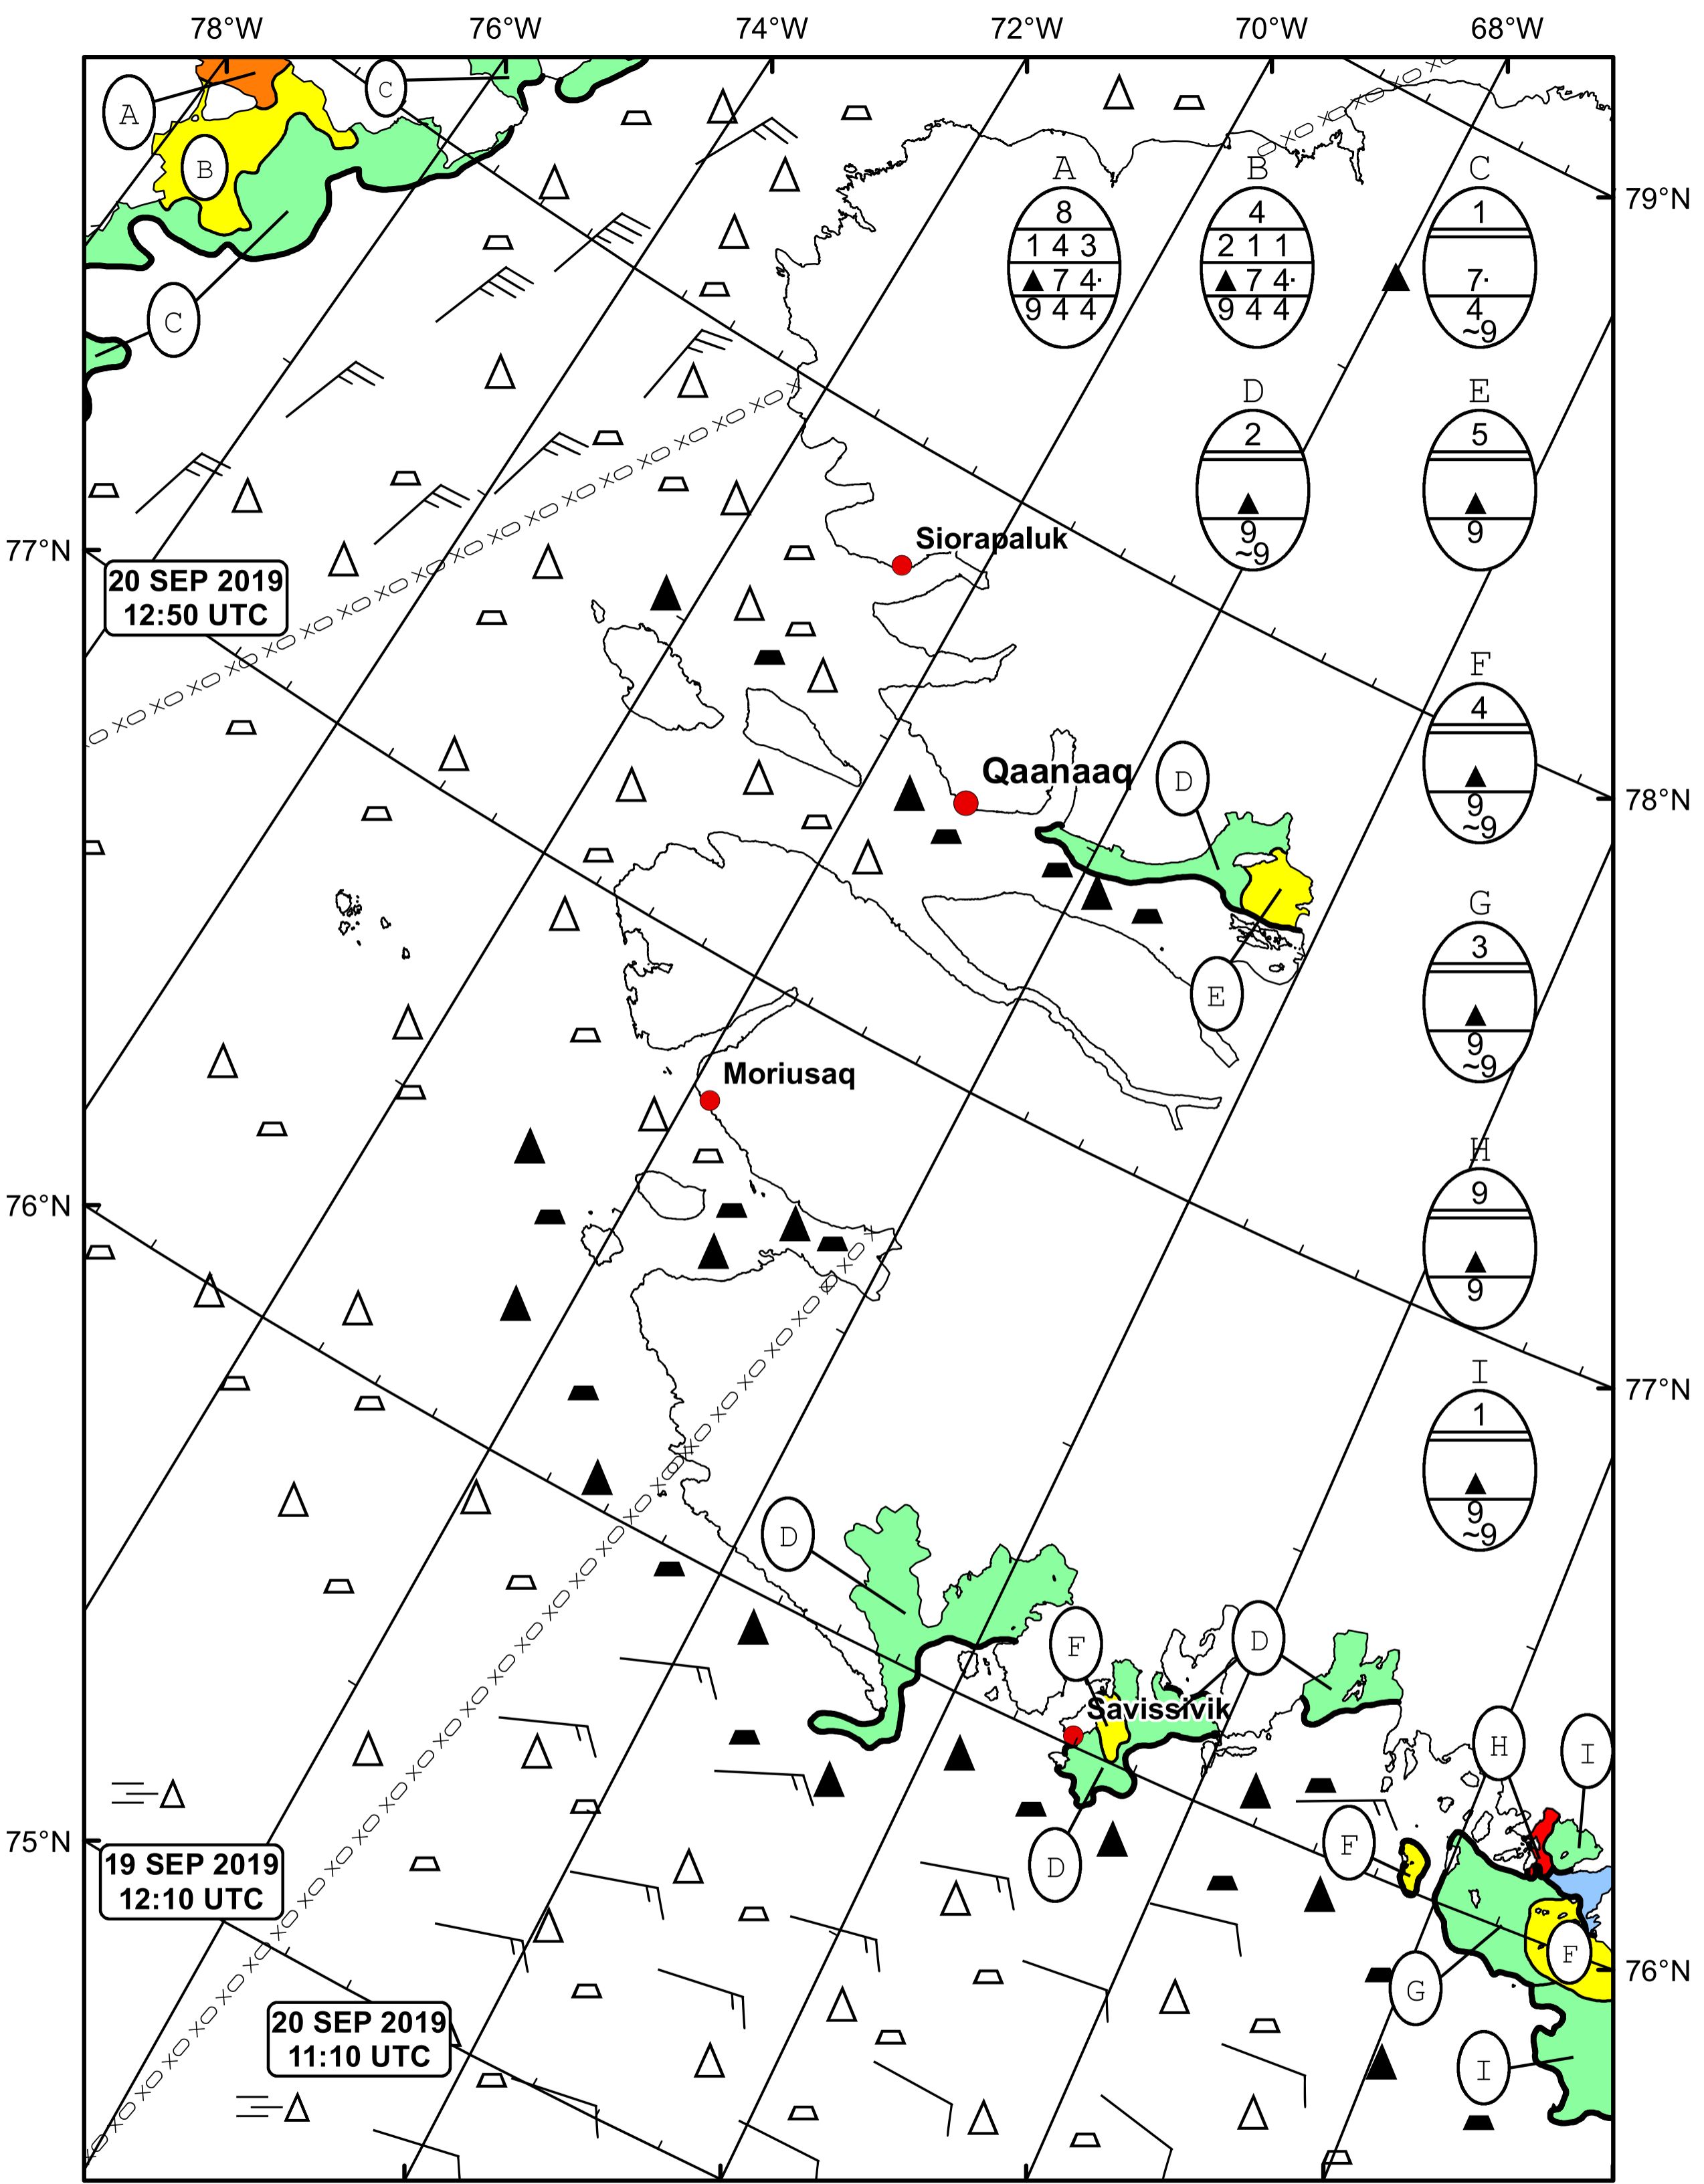 78°W 76°W 74°W 72°W 70°W 68°W
A
C
B
C
A B C
8 4 1
1 4 3 2 1 1
▲ 7 4· ▲ 7 4· 7·
9 4 4 9 4 4 4
~9
79°N
D E
2 5
▲ ▲
9 9
~9
77°N
Siorapaluk
20 SEP 2019
12:50 UTC
F
4
▲
9
~9
Qaanaaq
D
78°N
E
G
3
▲
9
~9
Moriusaq
H
9
▲
9
76°N
77°N
I
1
▲
9
~9
D
F
D
Savissivik
H
I
75°N
F
D
19 SEP 2019
12:10 UTC
F
G
76°N
20 SEP 2019
11:10 UTC
I